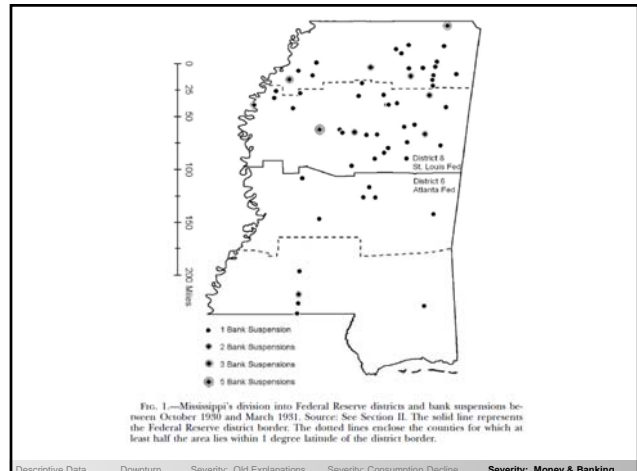 0
25
50
100
150
200 Miles
District 8
St. Louis Fed
District 6
Atlanta Fed
1 Bank Suspension
2 Bank Suspensions
3 Bank Suspensions
5 Bank Suspensions
FIG. 1.—Mississippi's division into Federal Reserve districts and bank suspensions be-
tween October 1930 and March 1931. Source: See Section II. The solid line represents
the Federal Reserve district border. The dotted lines enclose the counties for which at
least half the area lies within 1 degree latitude of the district border.
Descriptive Data Downturn Severity: Old Explanations Severity: Consumption Decline Severity: Money & Banking